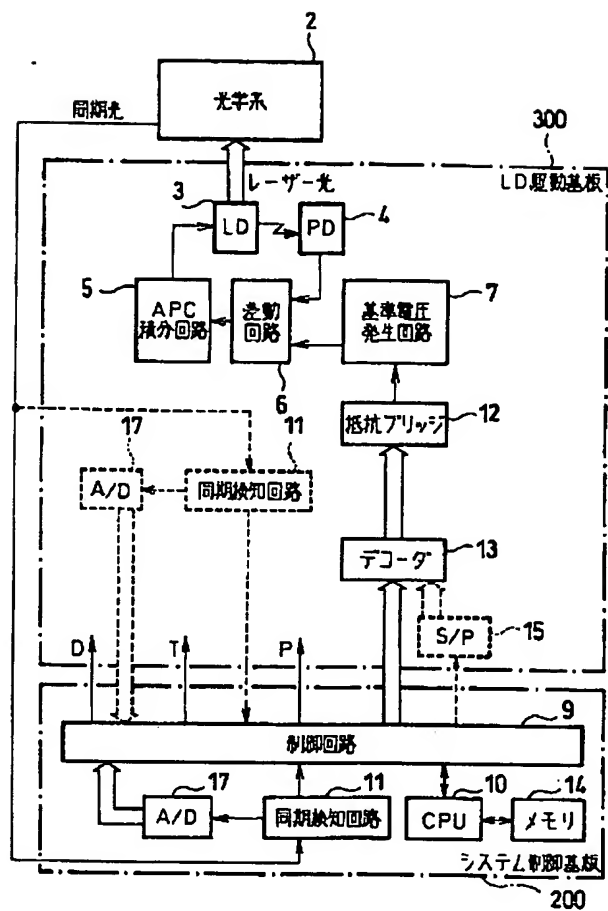 2
光学系
同期光
300
LD駆動基板
レーザー光
3
LD
4
PD
5
APC
積分回路
差動
回路
6
7
基準電圧
発生回路
抵抗ブリッジ
12
17
A/D
11
同期検知回路
デコーダ
13
S/P
15
D
T
P
9
制御回路
17
A/D
11
同期検知回路
10
CPU
14
メモリ
システム制御基板
200